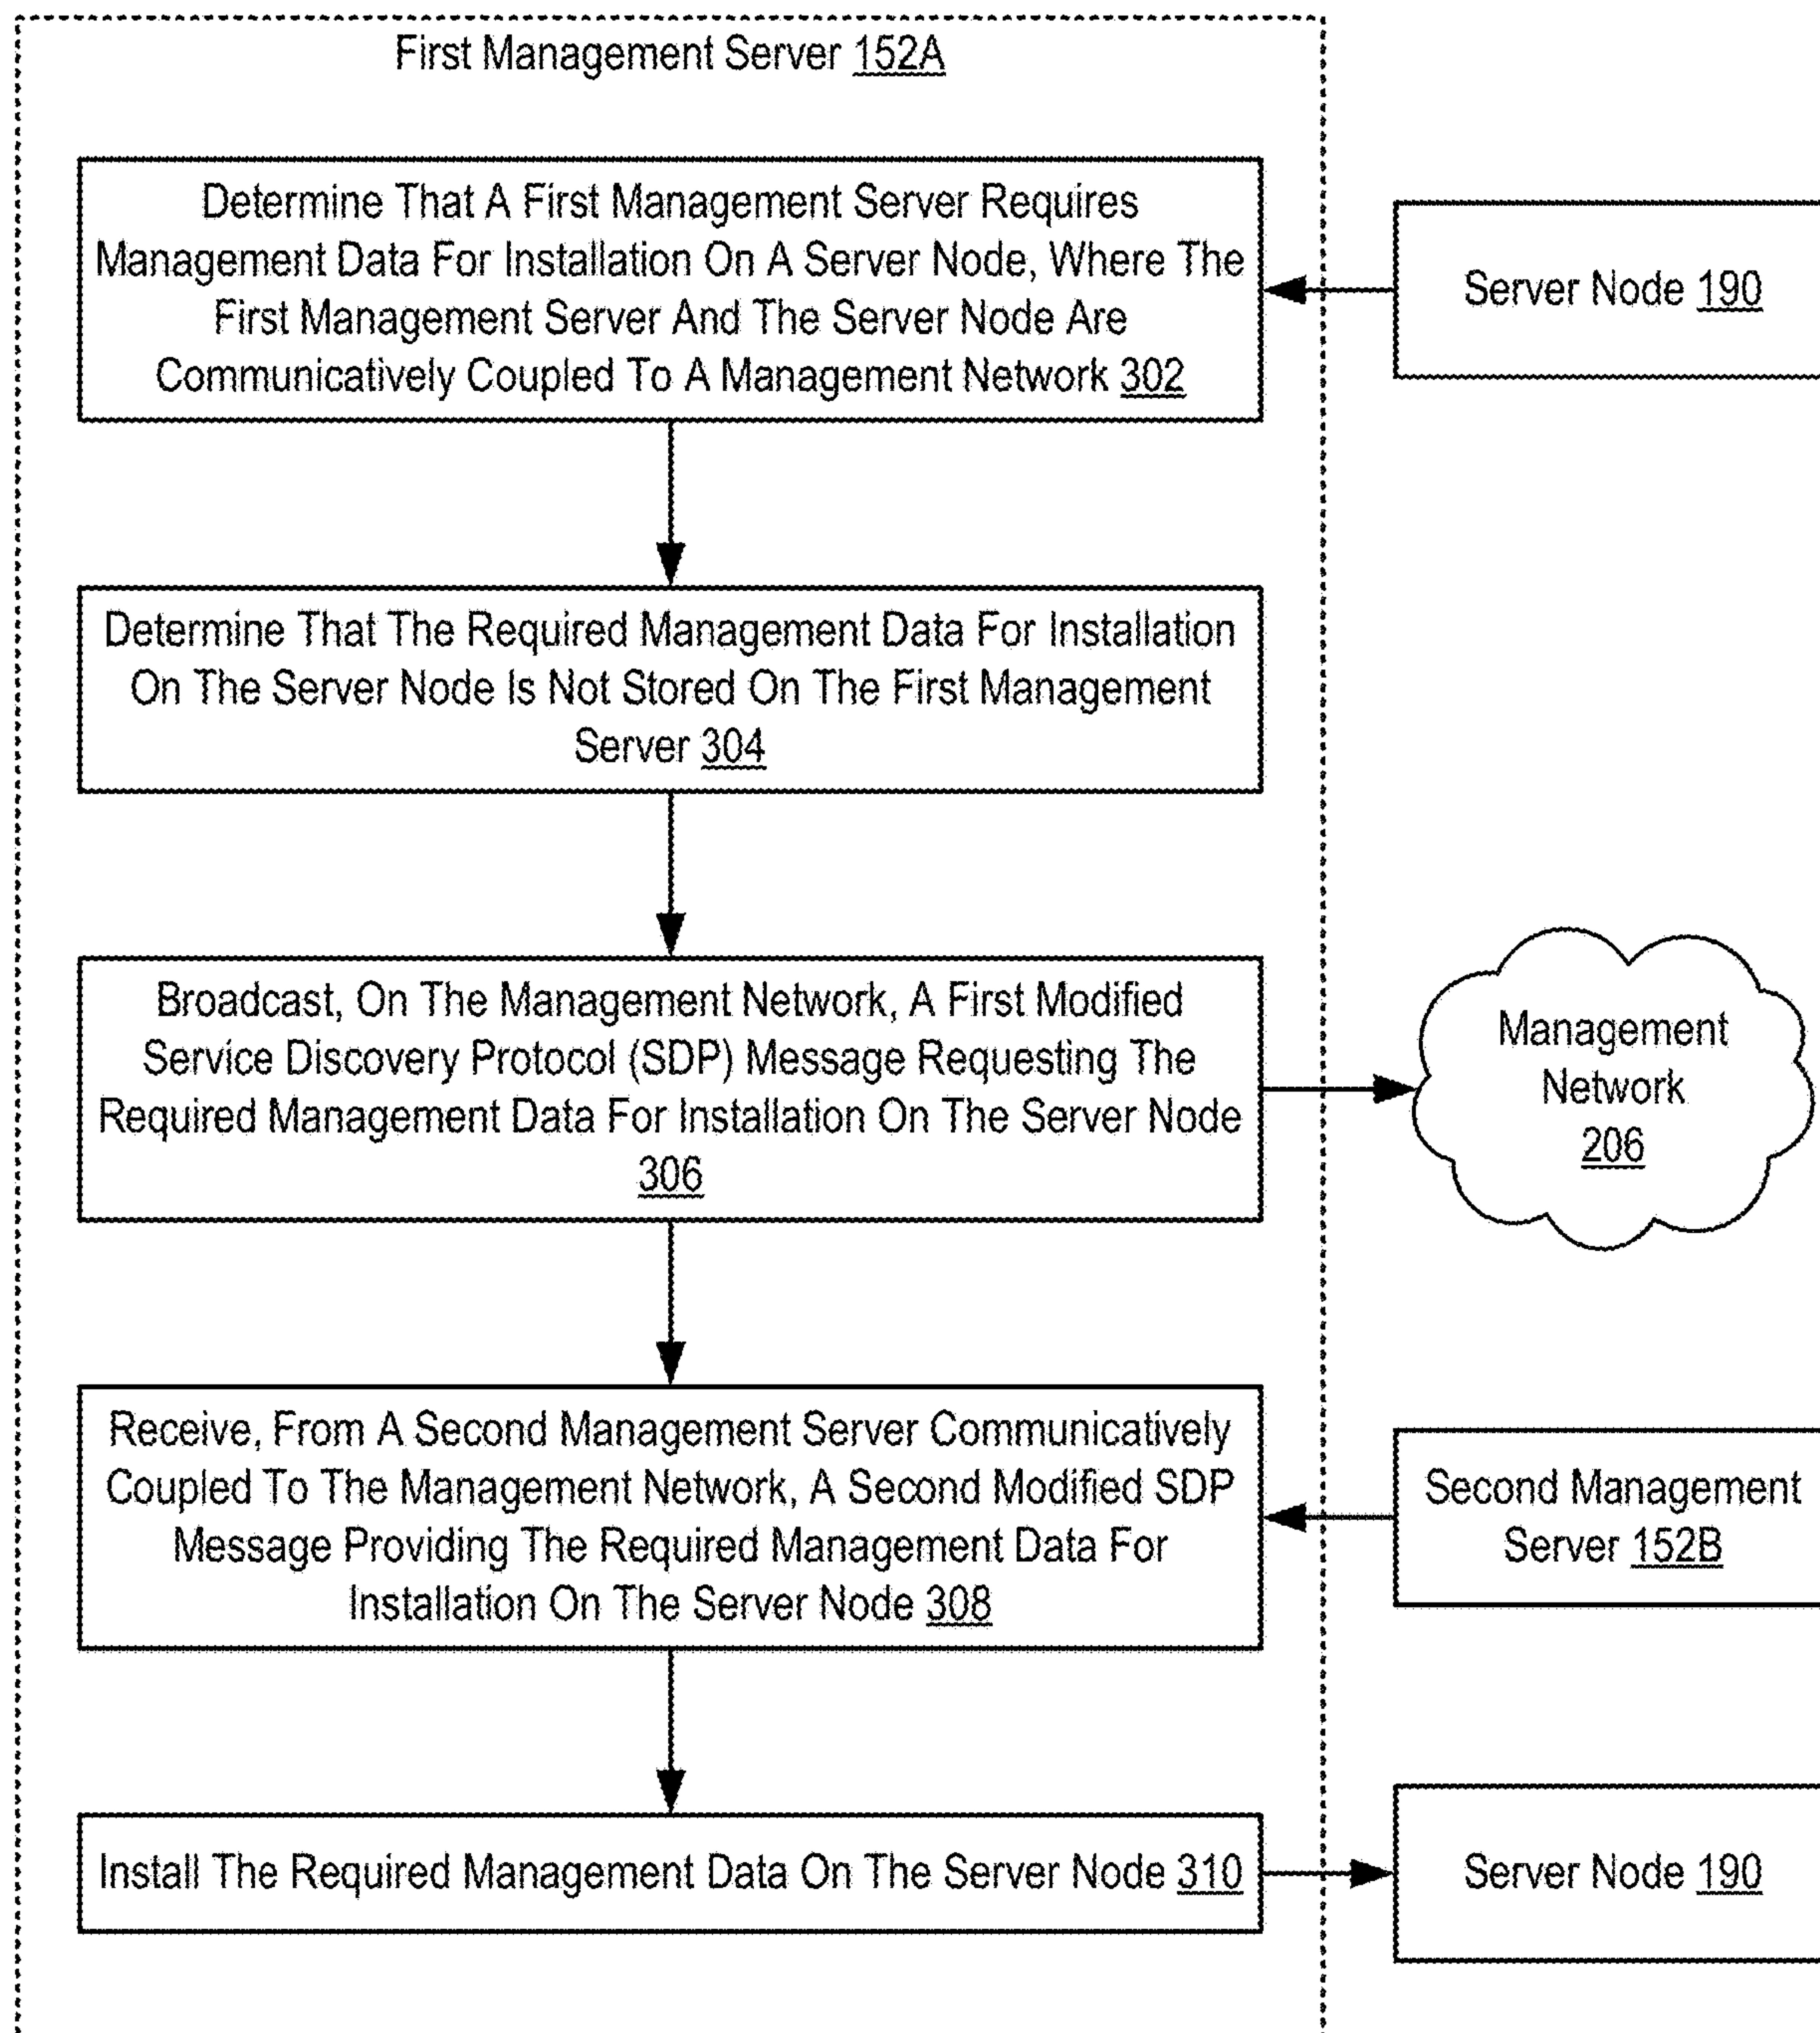 First Management Server 152A
Determine That A First Management Server Requires
Management Data For Installation On A Server Node, Where The
First Management Server And The Server Node Are
Communicatively Coupled To A Management Network 302
Server Node 190
Determine That The Required Management Data For Installation
On The Server Node Is Not Stored On The First Management
Server 304
Broadcast, On The Management Network, A First Modified
Service Discovery Protocol (SDP) Message Requesting The
Required Management Data For Installation On The Server Node
306
Management
Network
206
Receive, From A Second Management Server Communicatively
Coupled To The Management Network, A Second Modified SDP
Message Providing The Required Management Data For
Installation On The Server Node 308
Second Management
Server 152B
Install The Required Management Data On The Server Node 310
Server Node 190